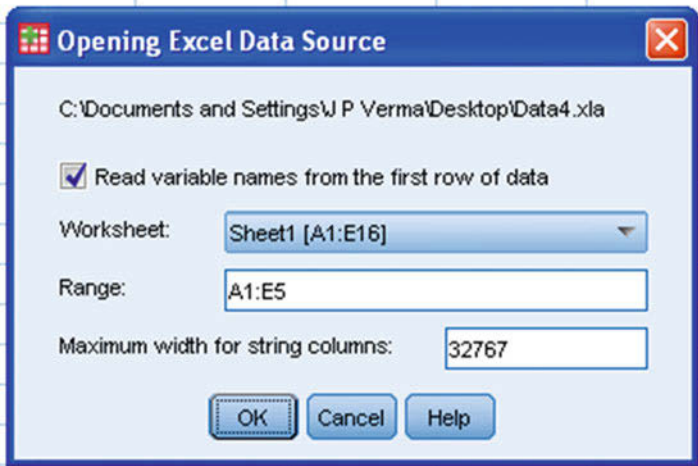 Opening Excel Data Source
C:\Documents and Settings\J P Verma\Desktop\Data4.xla
Read variable names from the first row of data
Worksheet: Sheet1 [A1:E16]
Range: A1:E5
Maximum width for string columns: 32767
OK Cancel Help